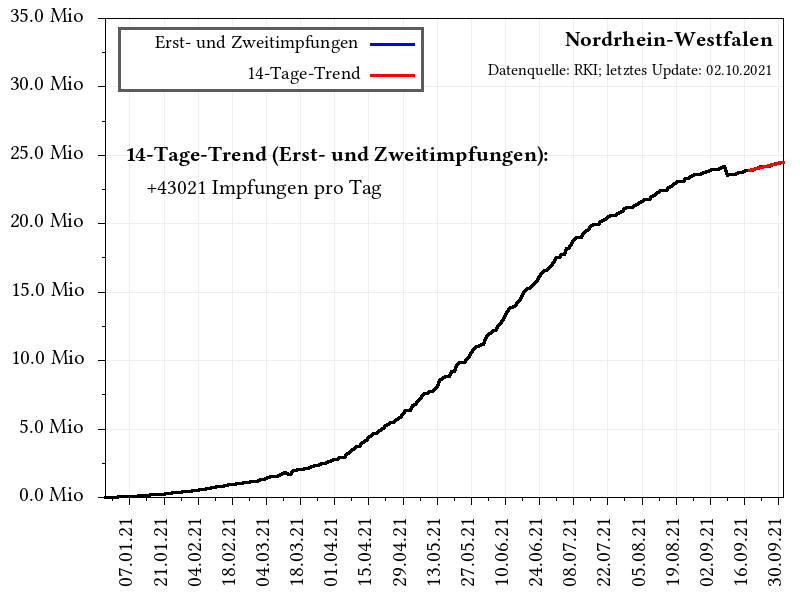 35.0 Mio
30.0 Mio
25.0 Mio
20.0 Mio
15.0 Mio
10.0 Mio
5.0 Mio
0.0 Mio
Erst- und Zweitimpfungen
14-Tage-Trend
Nordrhein-Westfalen
Datenquelle: RKI; letztes Update: 02.10.2021
14-Tage-Trend (Erst- und Zweitimpfungen):
+43021 Impfungen pro Tag
07.01.21
21.01.21
04.02.21
18.02.21
04.03.21
18.03.21
01.04.21
15.04.21
29.04.21
13.05.21
27.05.21
10.06.21
24.06.21
08.07.21
22.07.21
05.08.21
19.08.21
02.09.21
16.09.21
30.09.21